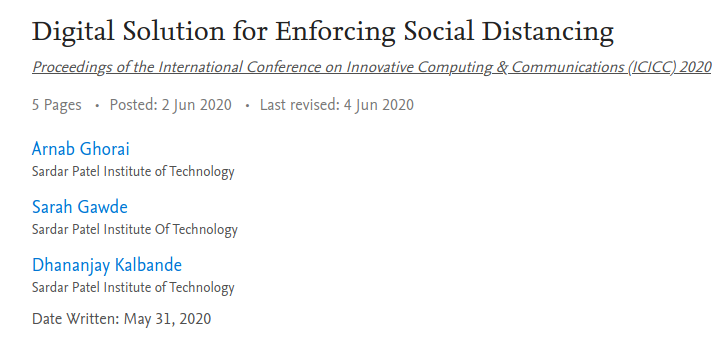 Digital Solution for Enforcing Social Distancing
Proceedings of the International Conference on Innovative Computing & Communications (ICICC) 2020
5 Pages • Posted: 2 Jun 2020 • Last revised: 4 Jun 2020
Arnab Ghorai
Sardar Patel Institute of Technology
Sarah Gawde
Sardar Patel Institute Of Technology
Dhananjay Kalbande
Sardar Patel Institute of Technology
Date Written: May 31, 2020